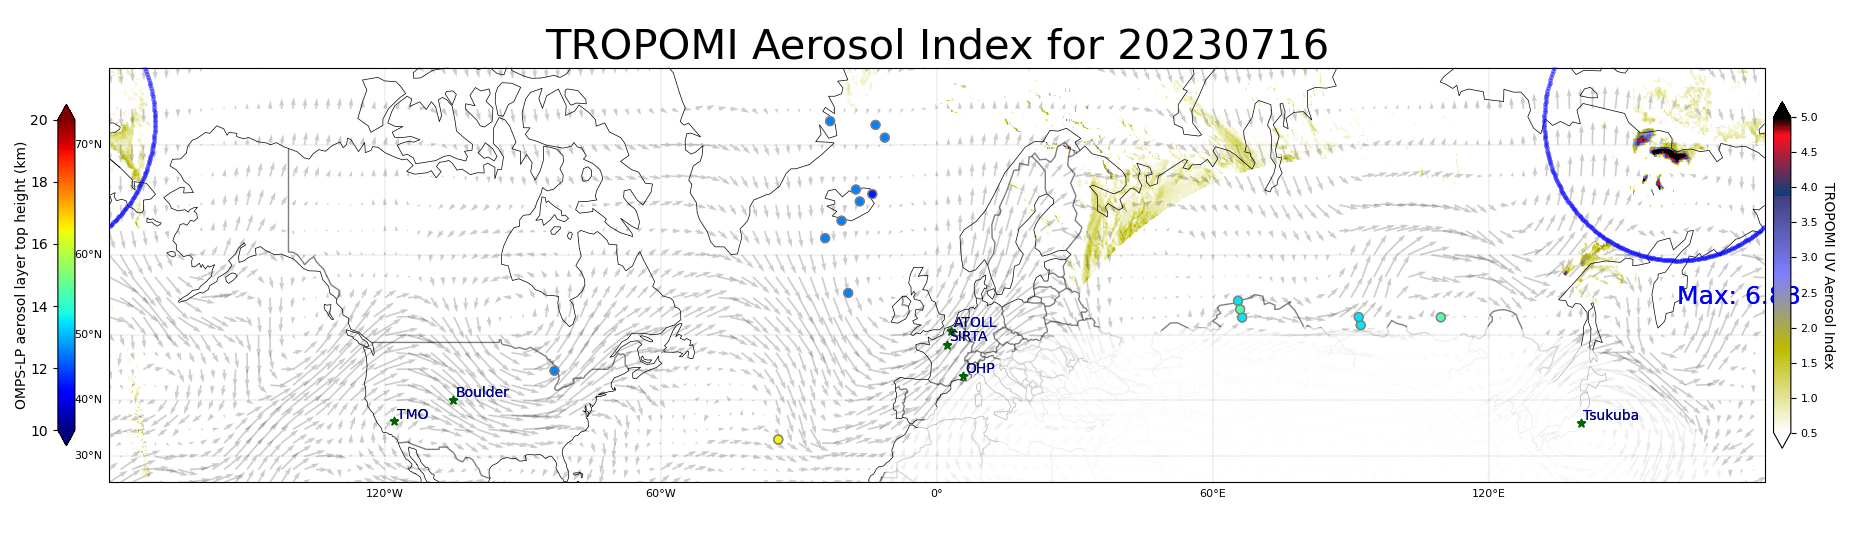 TROPOMI Aerosol Index for 20230716
OMPS-LP aerosol layer top height (km)
20
18
16
14
12
10
70°N
60°N
50°N
40°N
30°N
120°W
60°W
0°
60°E
120°E
ATOLL
SIRTA
OHP
Boulder
TMO
Tsukuba
Max: 6.83
5.0
4.5
4.0
3.5
3.0
2.5
2.0
1.5
1.0
0.5
TROPOMI UV Aerosol Index